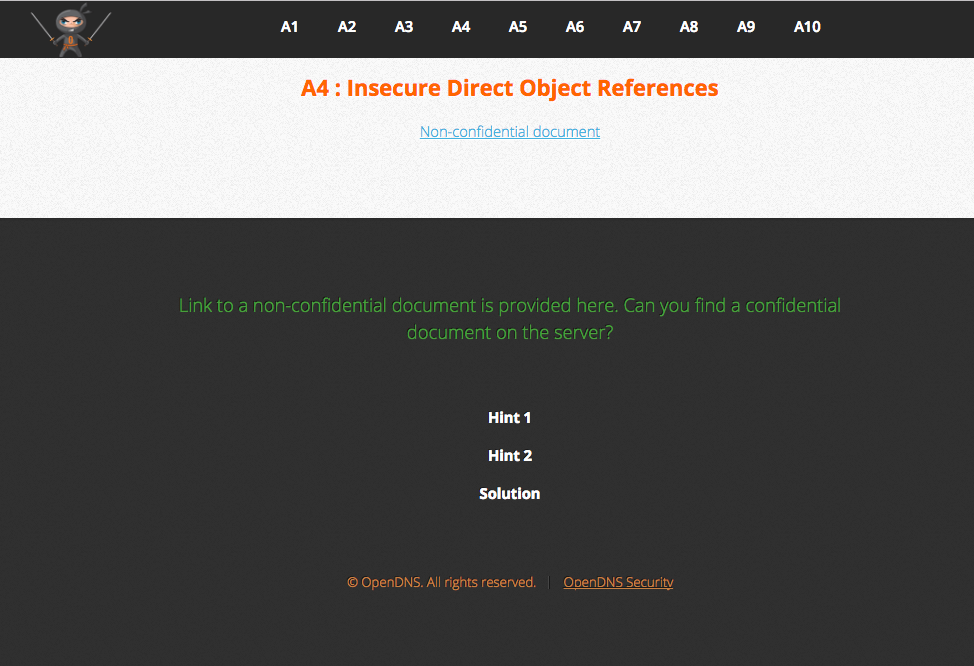 A1 A2 A3 A4 A5 A6 A7 A8 A9 A10
A4 : Insecure Direct Object References
Non-confidential document
Link to a non-confidential document is provided here. Can you find a confidential
document on the server?
Hint 1
Hint 2
Solution
© OpenDNS. All rights reserved. | OpenDNS Security